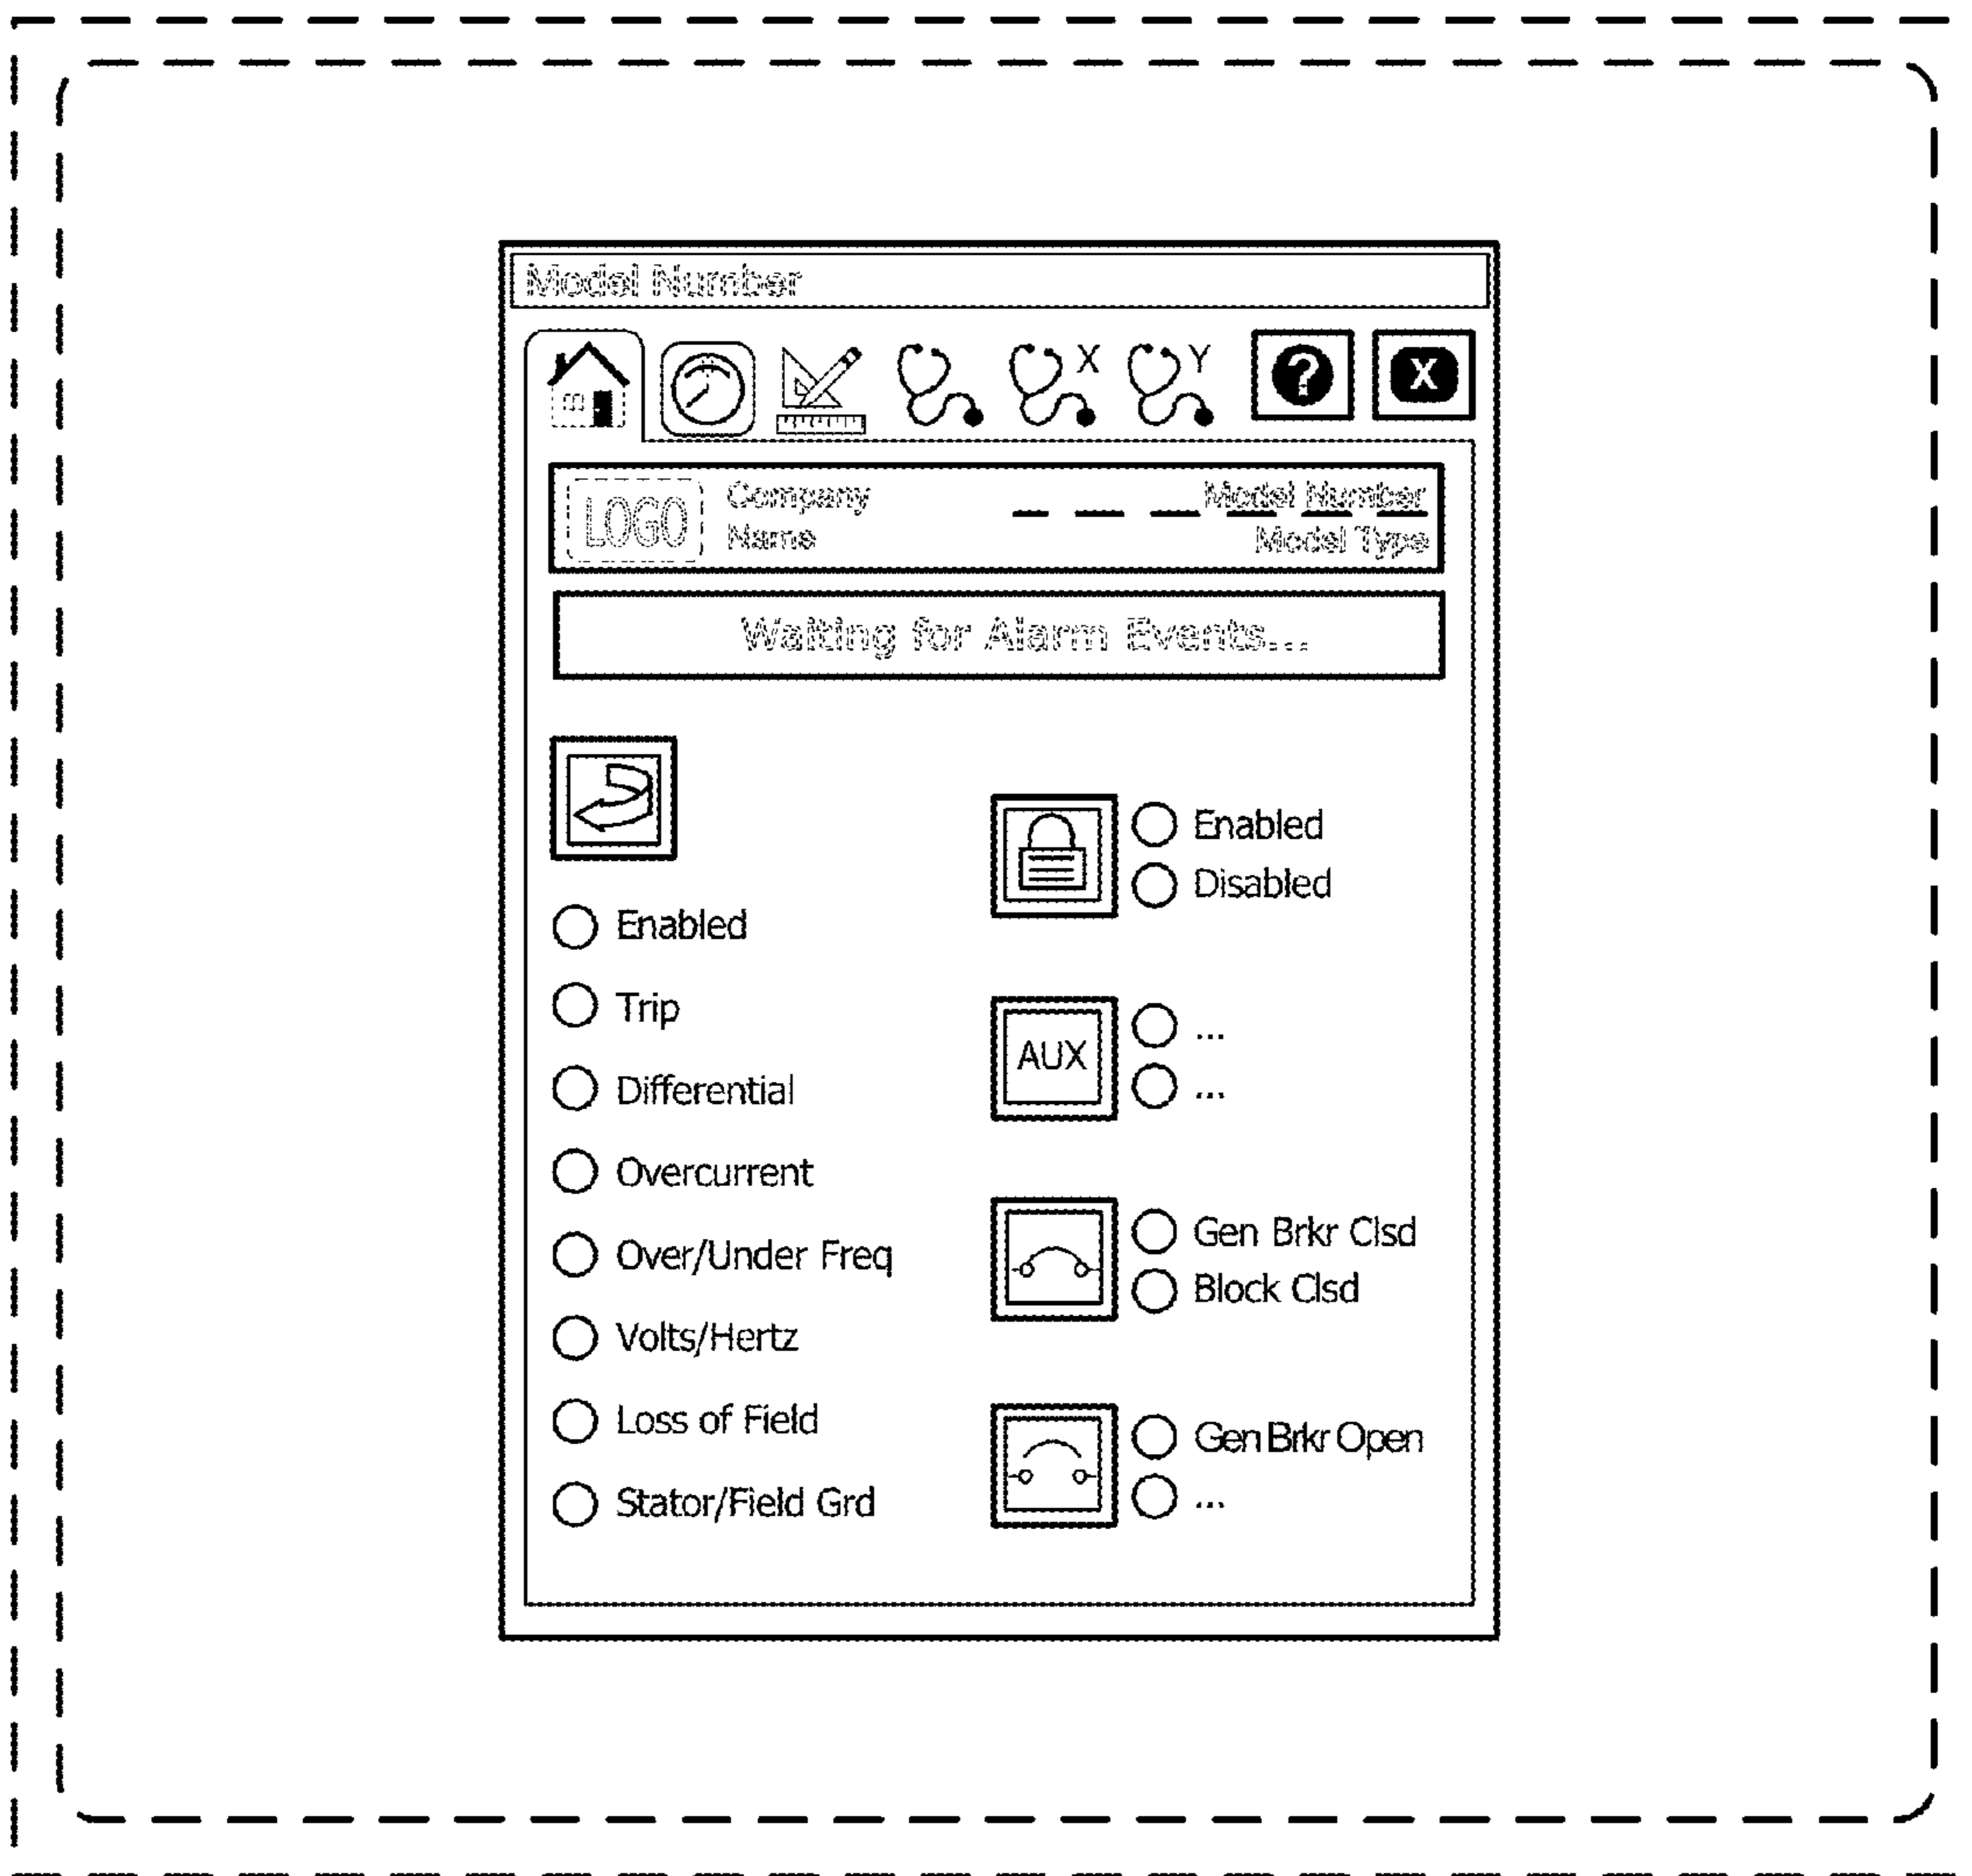 Model Number
X Y ? X
LOGO
Company
Name
Model Number
Model Type
Waiting for Alarm Events...
Enabled
Trip
Differential
Overcurrent
Over/Under Freq
Volts/Hertz
Loss of Field
Stator/Field Grd
Enabled
Disabled
AUX
...
...
Gen Brkr Clsd
Block Clsd
Gen Brkr Open
...